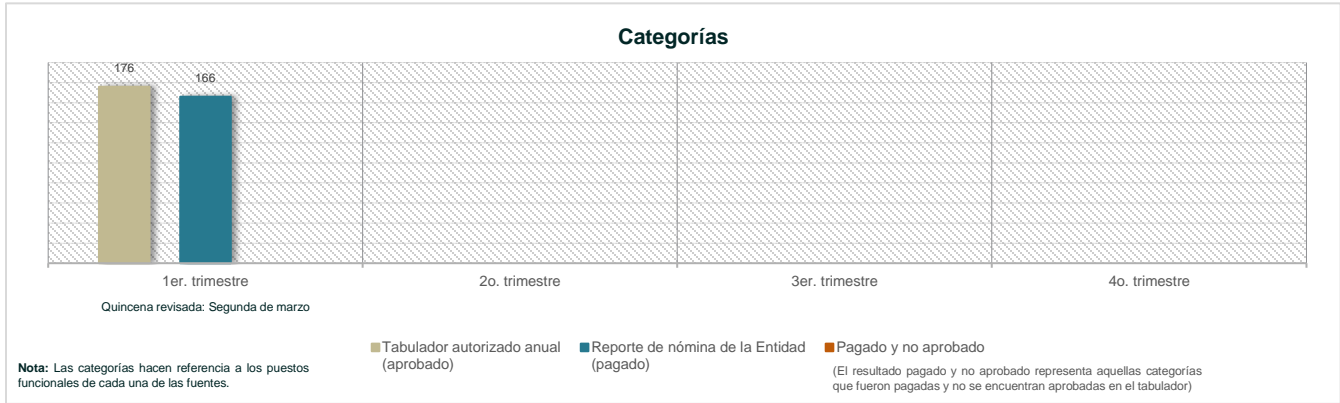 Categorías
176
166
1er. trimestre
2o. trimestre
3er. trimestre
4o. trimestre
Quincena revisada: Segunda de marzo
Tabulador autorizado anual
(aprobado)
Reporte de nómina de la Entidad
(pagado)
Pagado y no aprobado
(El resultado pagado y no aprobado representa aquellas categorías
que fueron pagadas y no se encuentran aprobadas en el tabulador)
Nota: Las categorías hacen referencia a los puestos
funcionales de cada una de las fuentes.